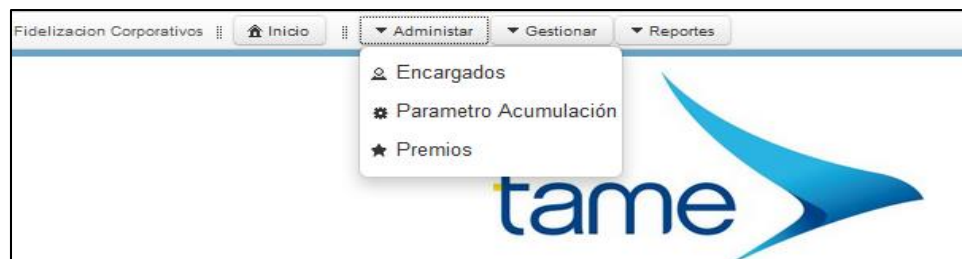 Fidelizacion Corporativos Inicio Administar Gestionar Reportes
Encargados
Parametro Acumulación
Premios
tame